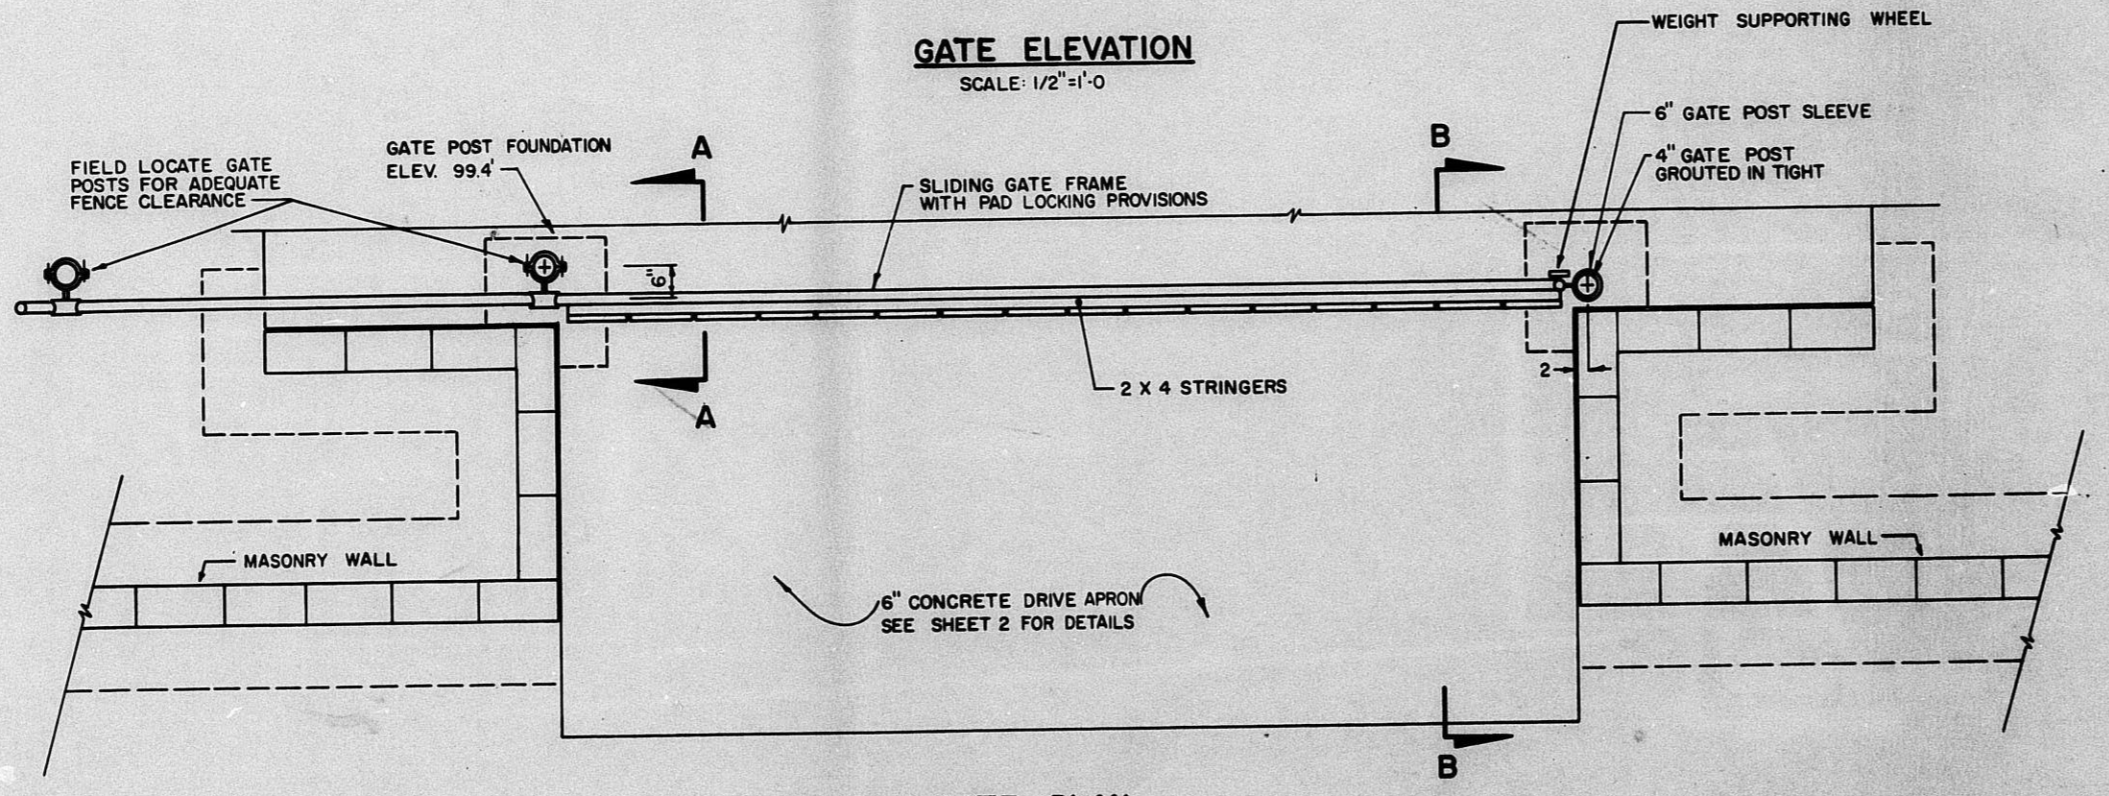 GATE ELEVATION
SCALE: 1/2"=1'-0
WEIGHT SUPPORTING WHEEL
6" GATE POST SLEEVE
4" GATE POST
GROUTED IN TIGHT
B
A
GATE POST FOUNDATION
ELEV. 99.4'
FIELD LOCATE GATE
POSTS FOR ADEQUATE
FENCE CLEARANCE
SLIDING GATE FRAME
WITH PAD LOCKING PROVISIONS
6"
2
2 X 4 STRINGERS
A
MASONRY WALL
MASONRY WALL
6" CONCRETE DRIVE APRON
SEE SHEET 2 FOR DETAILS
B